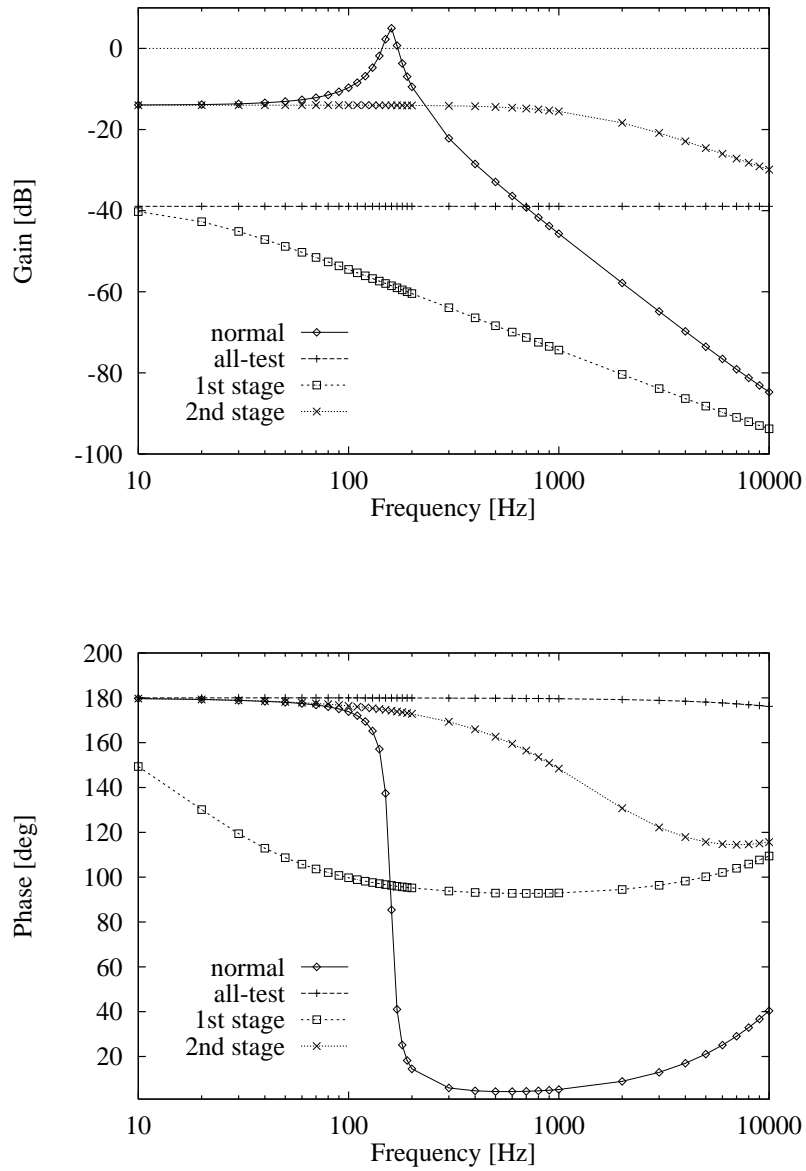 0
-20
-40
-60
-80
-100
Gain [dB]
normal
all-test
1st stage
2nd stage
10
100
1000
10000
Frequency [Hz]
200
180
160
140
120
100
80
60
40
20
Phase [deg]
normal
all-test
1st stage
2nd stage
10
100
1000
10000
Frequency [Hz]